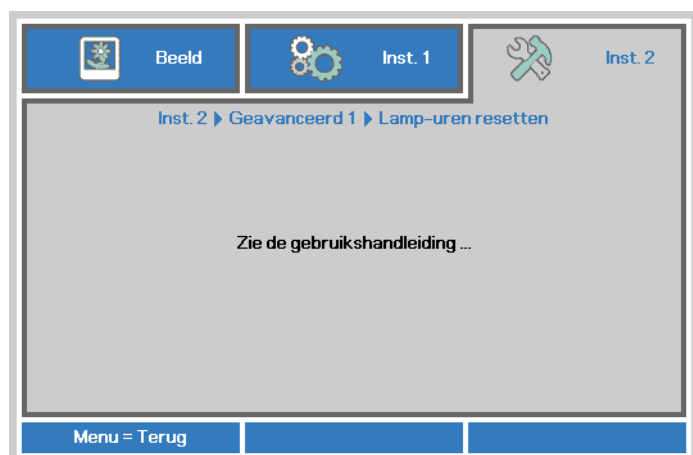 Beeld
Inst. 1
Inst. 2
Inst. 2 Geavanceerd 1 Lamp-uren resetten
Zie de gebruikshandleiding ...
Menu = Terug